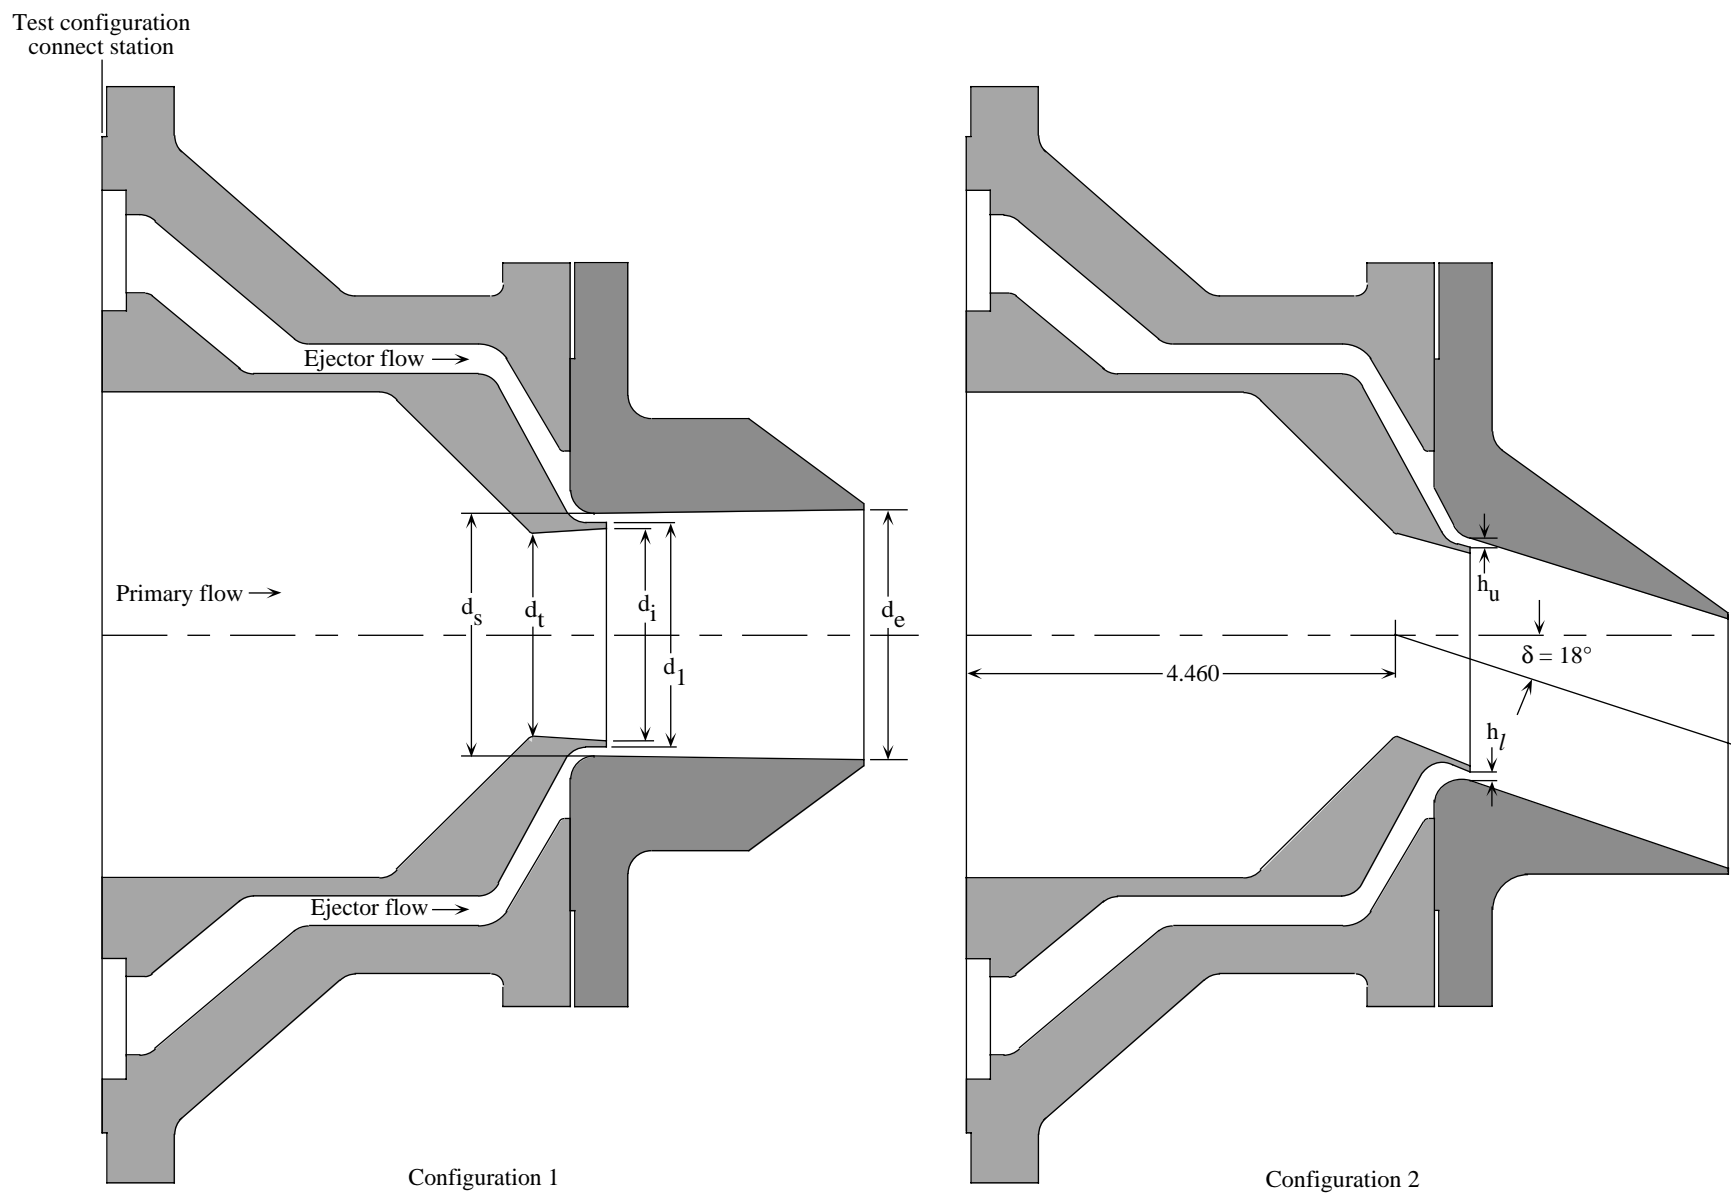 Test configuration
connect station
Ejector flow
Primary flow
d_s
d_t
d_i
d_1
d_e
Ejector flow
Configuration 1
h_u
δ = 18°
4.460
h_l
Configuration 2